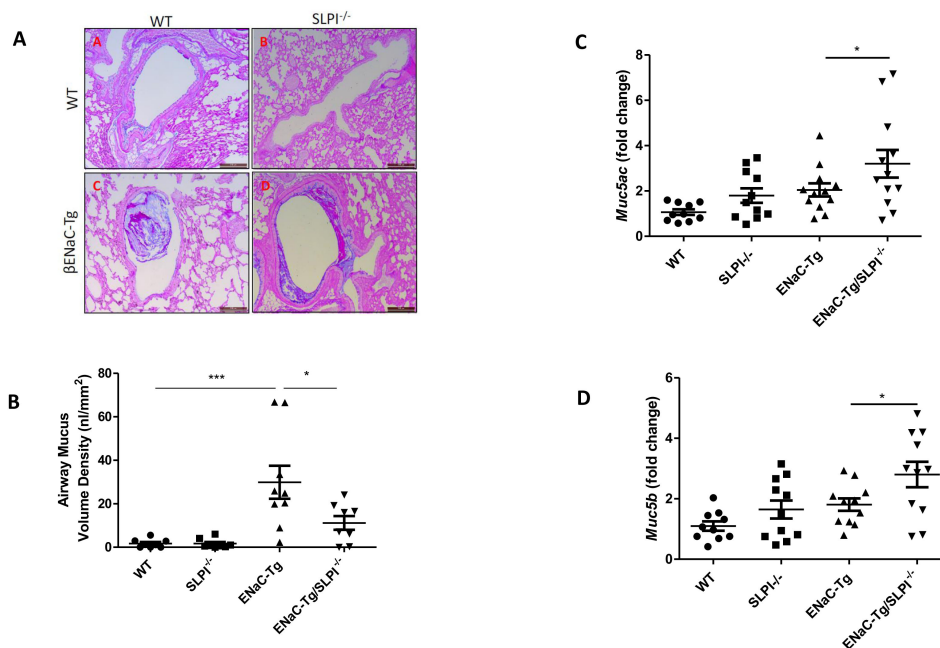 A
WT
SLPI-/-
WT
A
B
βENaC-Tg
C
D
B
Airway Mucus
Volume Density (nl/mm²)
80
60
40
20
0
***
*
WT
SLPI-/-
ENaC-Tg
ENaC-Tg/SLPI-/-
C
Muc5ac (fold change)
8
6
4
2
0
*
WT
SLPI-/-
ENaC-Tg
ENaC-Tg/SLPI-/-
D
Muc5b (fold change)
6
4
2
0
*
WT
SLPI-/-
ENaC-Tg
ENaC-Tg/SLPI-/-